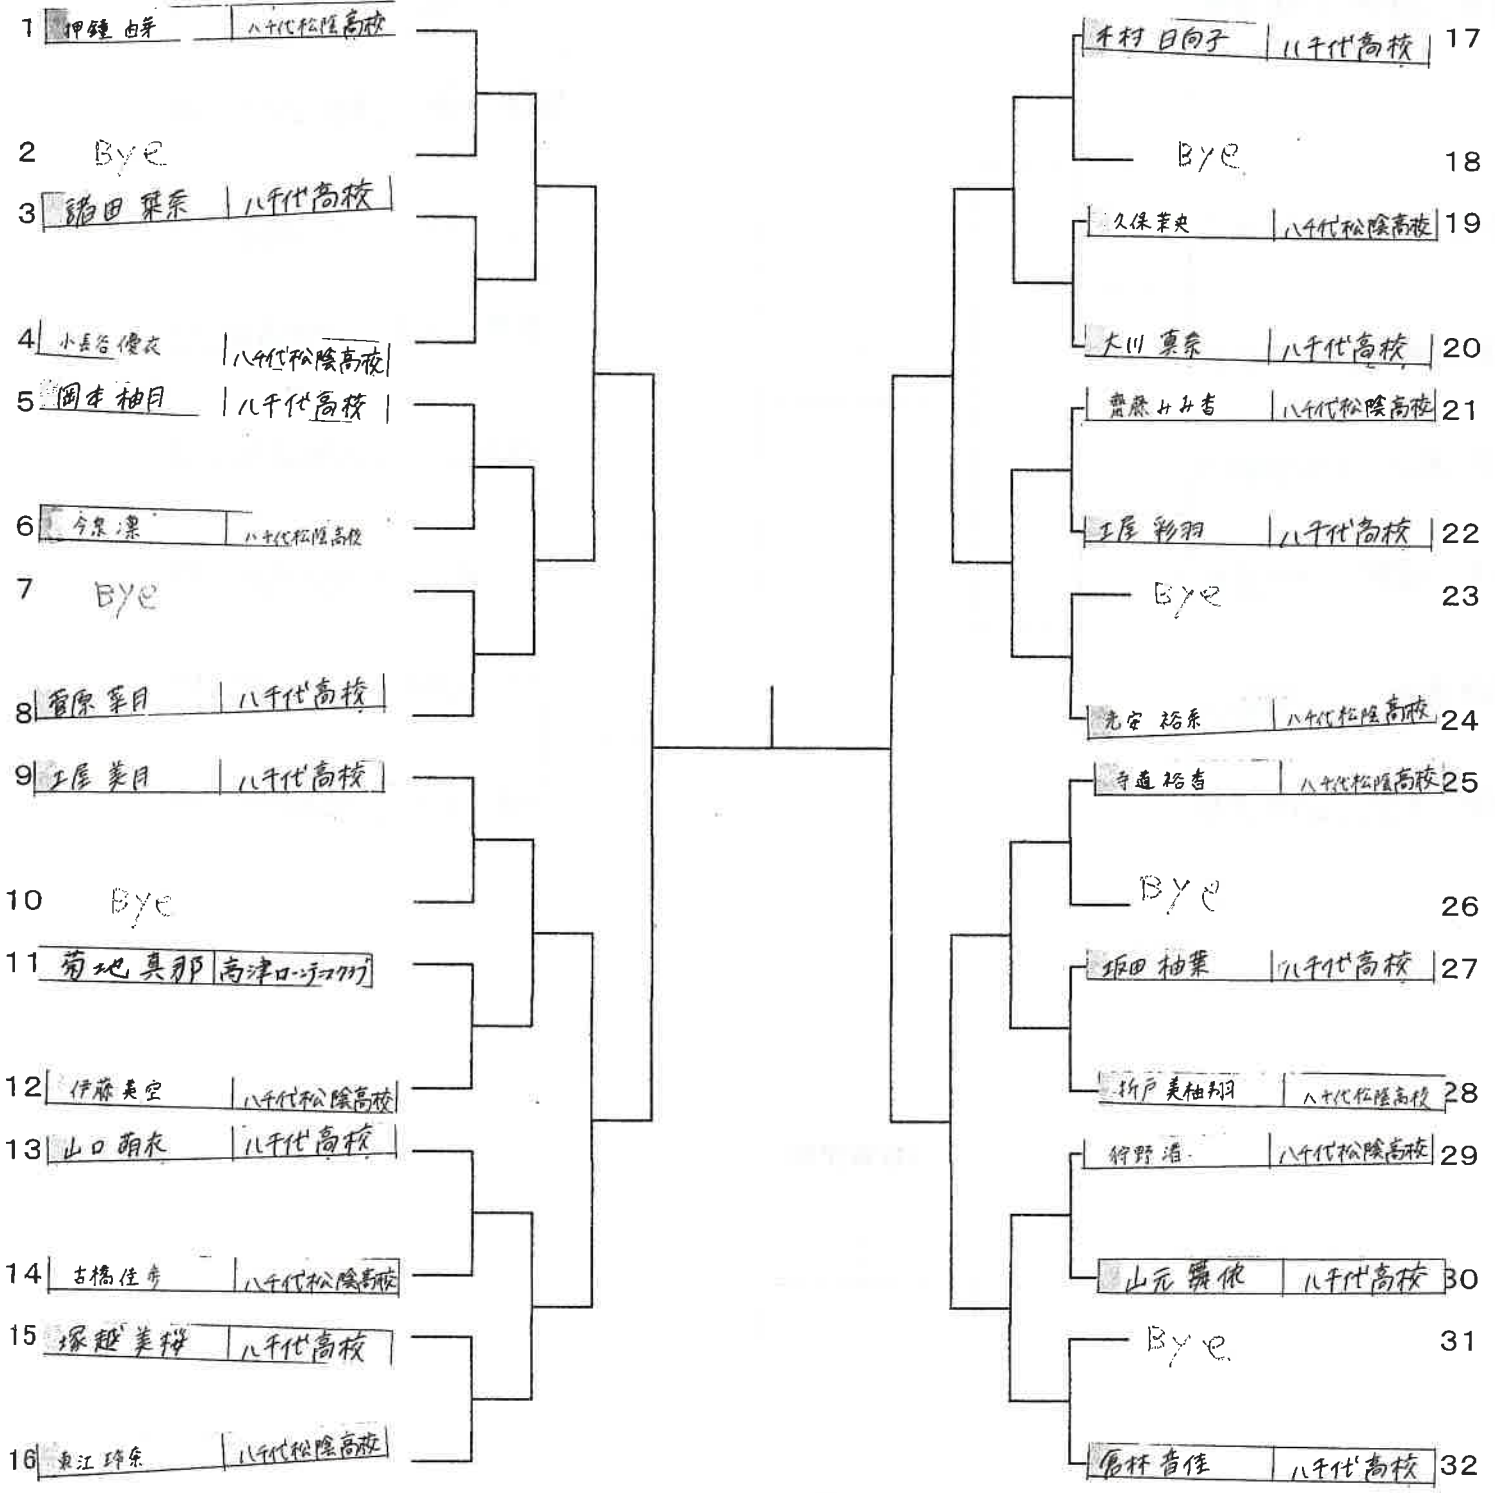 1 押鐘 由芽 八千代松陰高校
2 Bye
3 諸田 葉奈 八千代高校
4 小長谷 優衣 八千代松陰高校
5 岡本 柚月 八千代高校
6 今泉 凛 八千代松陰高校
7 Bye
8 菅原 菜月 八千代高校
9 土屋 美月 八千代高校
10 Bye
11 菊地 真那 高津ローンテニスクラブ
12 伊藤 美空 八千代松陰高校
13 山口 萌衣 八千代高校
14 古橋 佳歩 八千代松陰高校
15 塚越 美桜 八千代高校
16 東江 八千代松陰高校
木村 日向子 八千代高校 17
Bye 18
久保 茉央 八千代松陰高校 19
大川 真奈 八千代高校 20
齋藤 みみ香 八千代松陰高校 21
土屋 彩羽 八千代高校 22
Bye 23
光安 裕系 八千代松陰高校 24
寺道 裕香 八千代松陰高校 25
Bye 26
坂田 柚葉 八千代高校 27
折戸 美柚翔 八千代松陰高校 28
狩野 渚 八千代松陰高校 29
山元 舞依 八千代高校 30
Bye 31
倉林 音佳 八千代高校 32